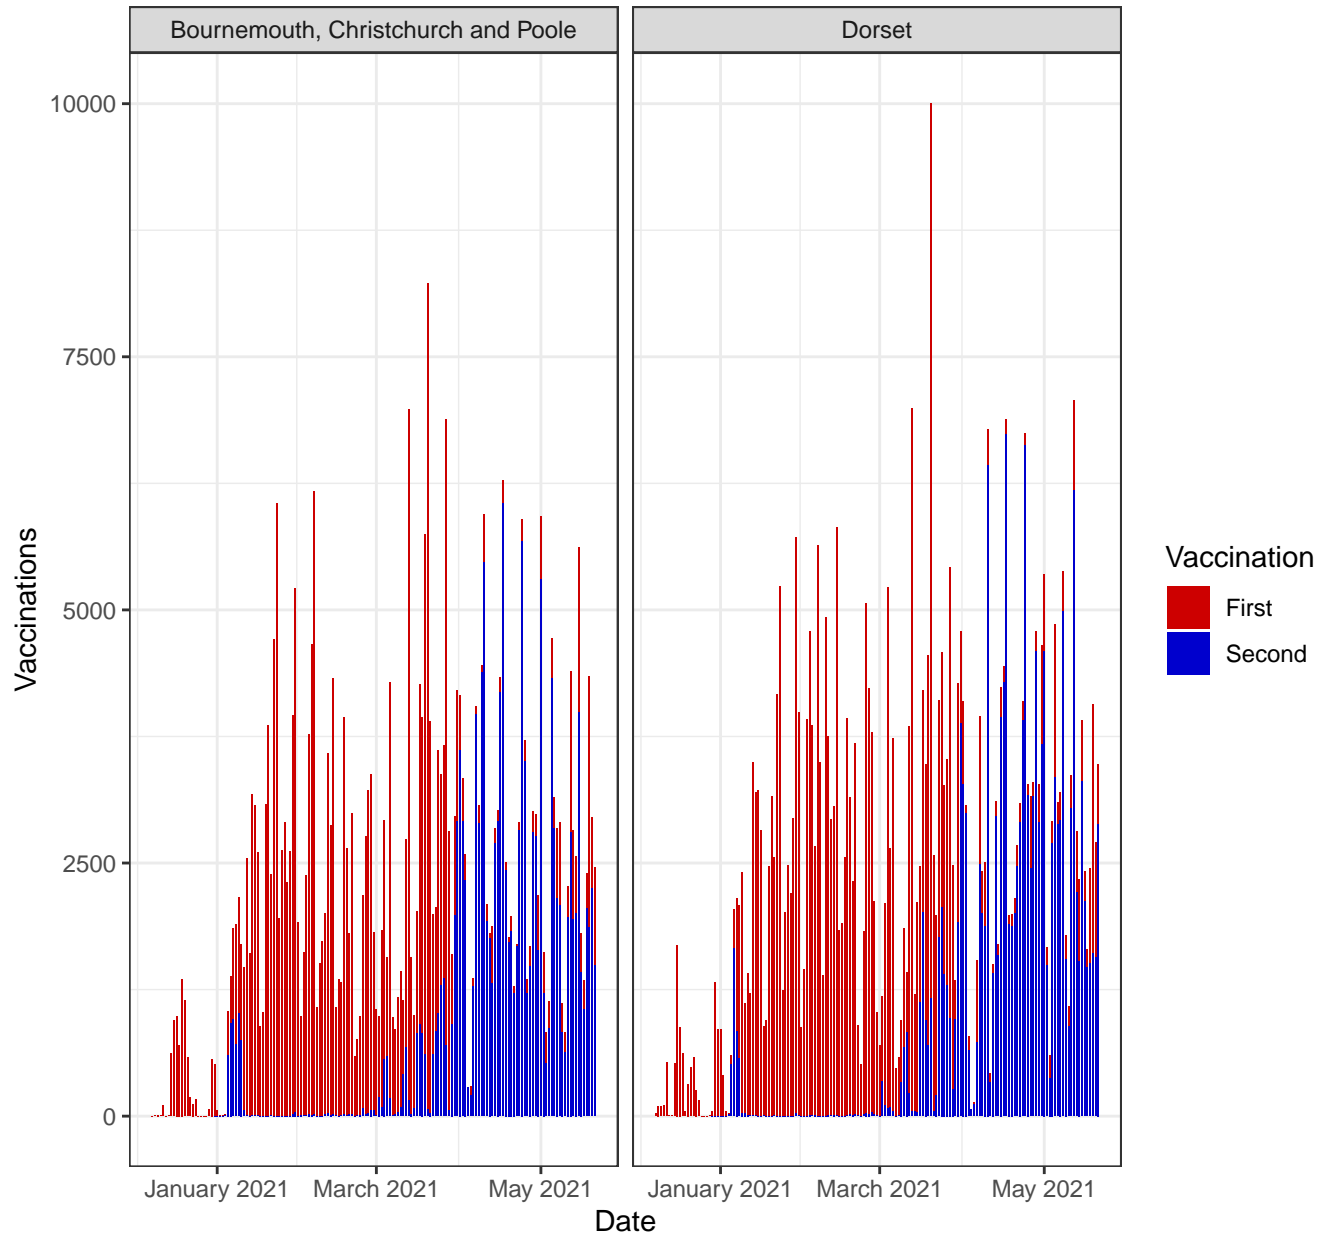 Bournemouth, Christchurch and Poole
Dorset
10000
7500
5000
2500
0
Vaccinations
January 2021
March 2021
May 2021
January 2021
March 2021
May 2021
Date
Vaccination
First
Second